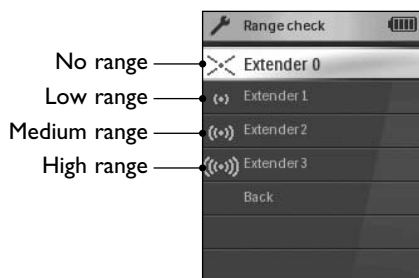 Range check
No range
Extender 0
Low range
Extender 1
Medium range
Extender 2
High range
Extender 3
Back